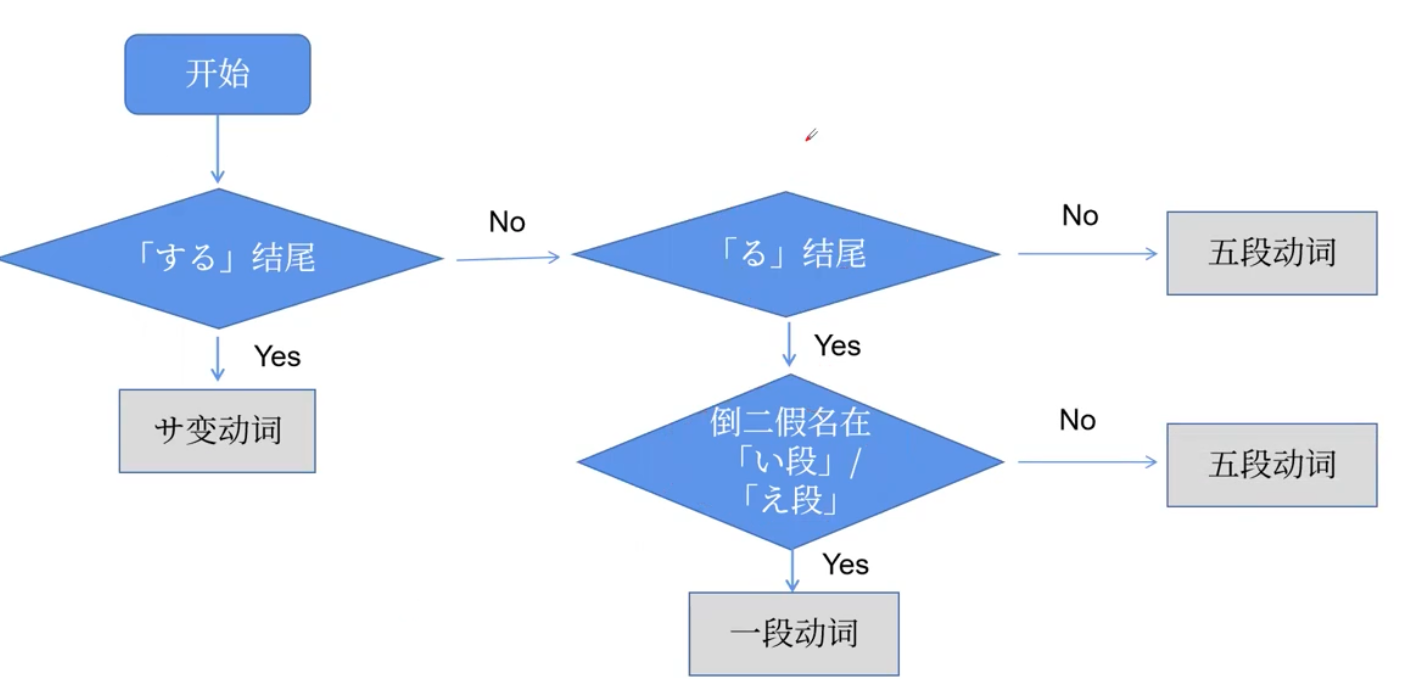 开始
「する」结尾
No
「る」结尾
No
五段动词
Yes
サ变动词
Yes
倒二假名在
「い段」/
「え段」
No
五段动词
Yes
一段动词